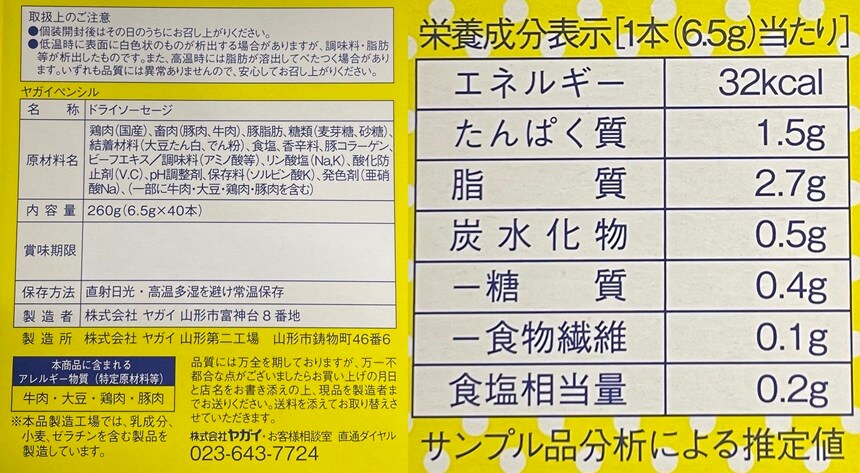 取扱上のご注意
●個装開封後はその日のうちにお召し上がりください。
●低温時に表面に白色状のものが析出する場合がありますが、調味料・脂肪
等が析出したものです。また、高温時には脂肪が溶出してべたつく場合があり
ます。いずれも品質には異常ありませんので、安心してお召し上がりください。
ヤガイペンシル
名称 ドライソーセージ
原材料名
鶏肉(国産)、畜肉(豚肉、牛肉)、豚脂肪、糖類(麦芽糖、砂糖)、
結着材料(大豆たん白、でん粉)、食塩、香辛料、豚コラーゲン、
ビーフエキス/調味料(アミノ酸等)、リン酸塩(Na,K)、酸化防
止剤(V.C)、pH調整剤、保存料(ソルビン酸K)、発色剤(亜硝
酸Na)、(一部に牛肉・大豆・鶏肉・豚肉を含む)
内容量 260g(6.5g×40本)
賞味期限
保存方法 直射日光・高温多湿を避け常温保存
製造者 株式会社 ヤガイ 山形市富神台8番地
製造所 株式会社 ヤガイ 山形第二工場 山形市鋳物町46番6
本商品に含まれる
アレルギー物質(特定原材料等)
牛肉・大豆・鶏肉・豚肉
※本品製造工場では、乳成分、
小麦、ゼラチンを含む製品を
製造しています。
品質には万全を期しておりますが、万一不
都合な点がございましたらお買い上げの月日
と店名をお書き添えの上、現品を製造者ま
でお送りください。送料を添えてお取り替えさ
せていただきます。
株式会社ヤガイ・お客様相談室 直通ダイヤル
023-643-7724
栄養成分表示[1本(6.5g)当たり]
エネルギー 32kcal
たんぱく質 1.5g
脂質 2.7g
炭水化物 0.5g
－糖質 0.4g
－食物繊維 0.1g
食塩相当量 0.2g
サンプル品分析による推定値